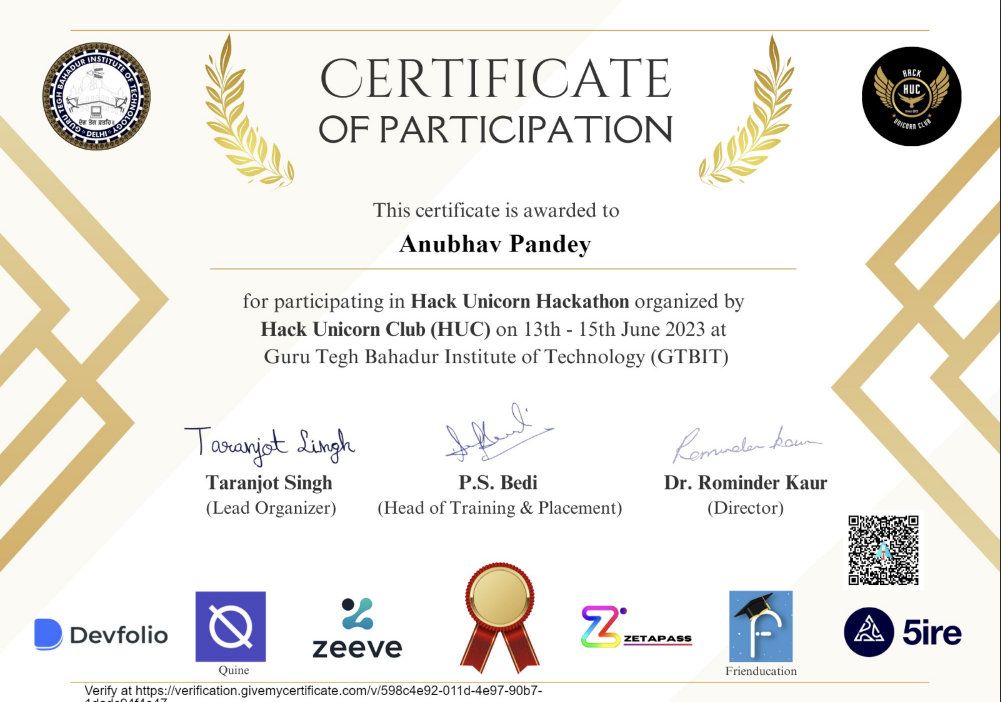 GURU TEGH BAHADUR INSTITUTE OF TECHNOLOGY
DELHI
HACK
HUC
UNICORN CLUB
CERTIFICATE
OF PARTICIPATION
This certificate is awarded to
Anubhav Pandey
for participating in Hack Unicorn Hackathon organized by
Hack Unicorn Club (HUC) on 13th - 15th June 2023 at
Guru Tegh Bahadur Institute of Technology (GTBIT)
Taranjot Singh
Rominder Kaur
Taranjot Singh
P.S. Bedi
Dr. Rominder Kaur
(Lead Organizer)
(Head of Training & Placement)
(Director)
Devfolio
Quine
zeeve
ZETAPASS
Frienducation
5ire
Verify at https://verification.givemycertificate.com/v/598c4e92-011d-4e97-90b7-